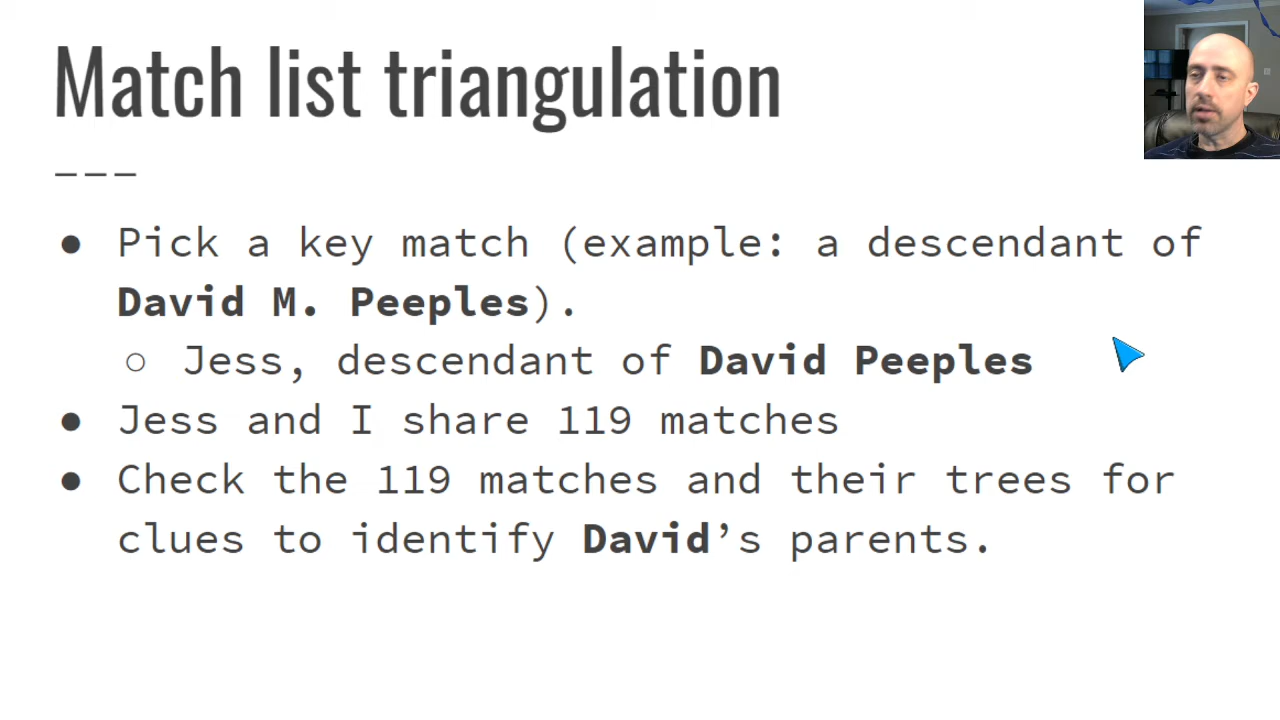 Match list triangulation
● Pick a key match (example: a descendant of
David M. Peeples).
○ Jess, descendant of David Peeples
● Jess and I share 119 matches
● Check the 119 matches and their trees for
clues to identify David’s parents.